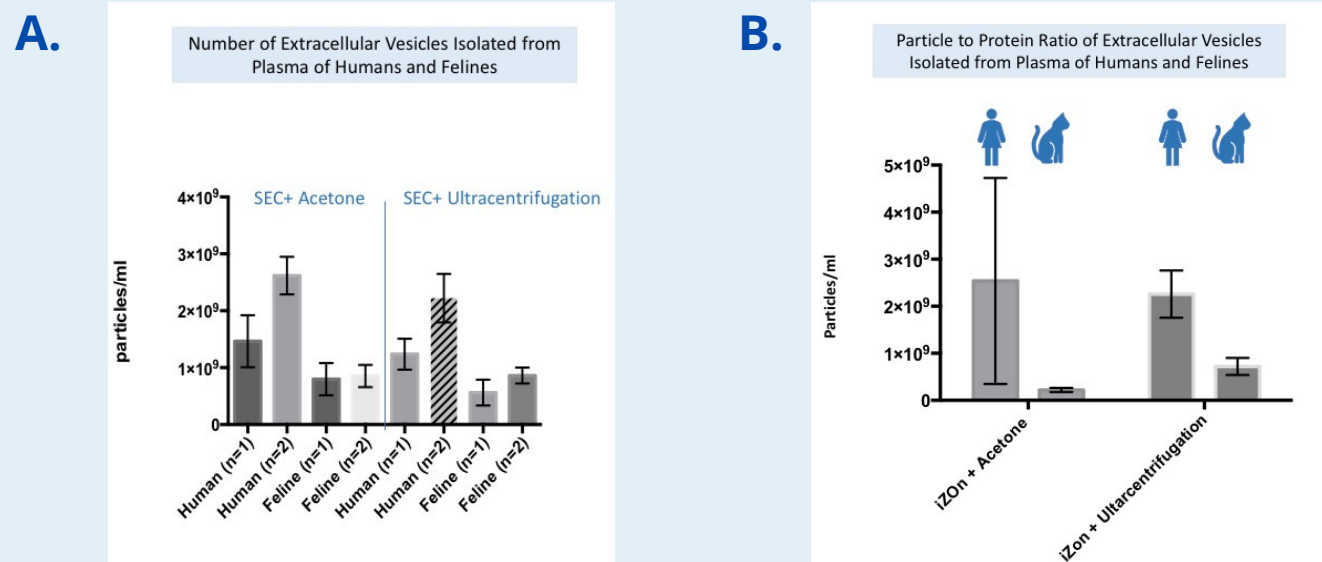 A.
Number of Extracellular Vesicles Isolated from
Plasma of Humans and Felines
SEC+ Acetone
SEC+ Ultracentrifugation
particles/ml
4×10⁹
3×10⁹
2×10⁹
1×10⁹
0
Human (n=1)
Human (n=2)
Feline (n=1)
Feline (n=2)
Human (n=1)
Human (n=2)
Feline (n=1)
Feline (n=2)
B.
Particle to Protein Ratio of Extracellular Vesicles
Isolated from Plasma of Humans and Felines
Particles/ml
5×10⁹
4×10⁹
3×10⁹
2×10⁹
1×10⁹
0
iZOn + Acetone
iZon + Ultarcentrifugation